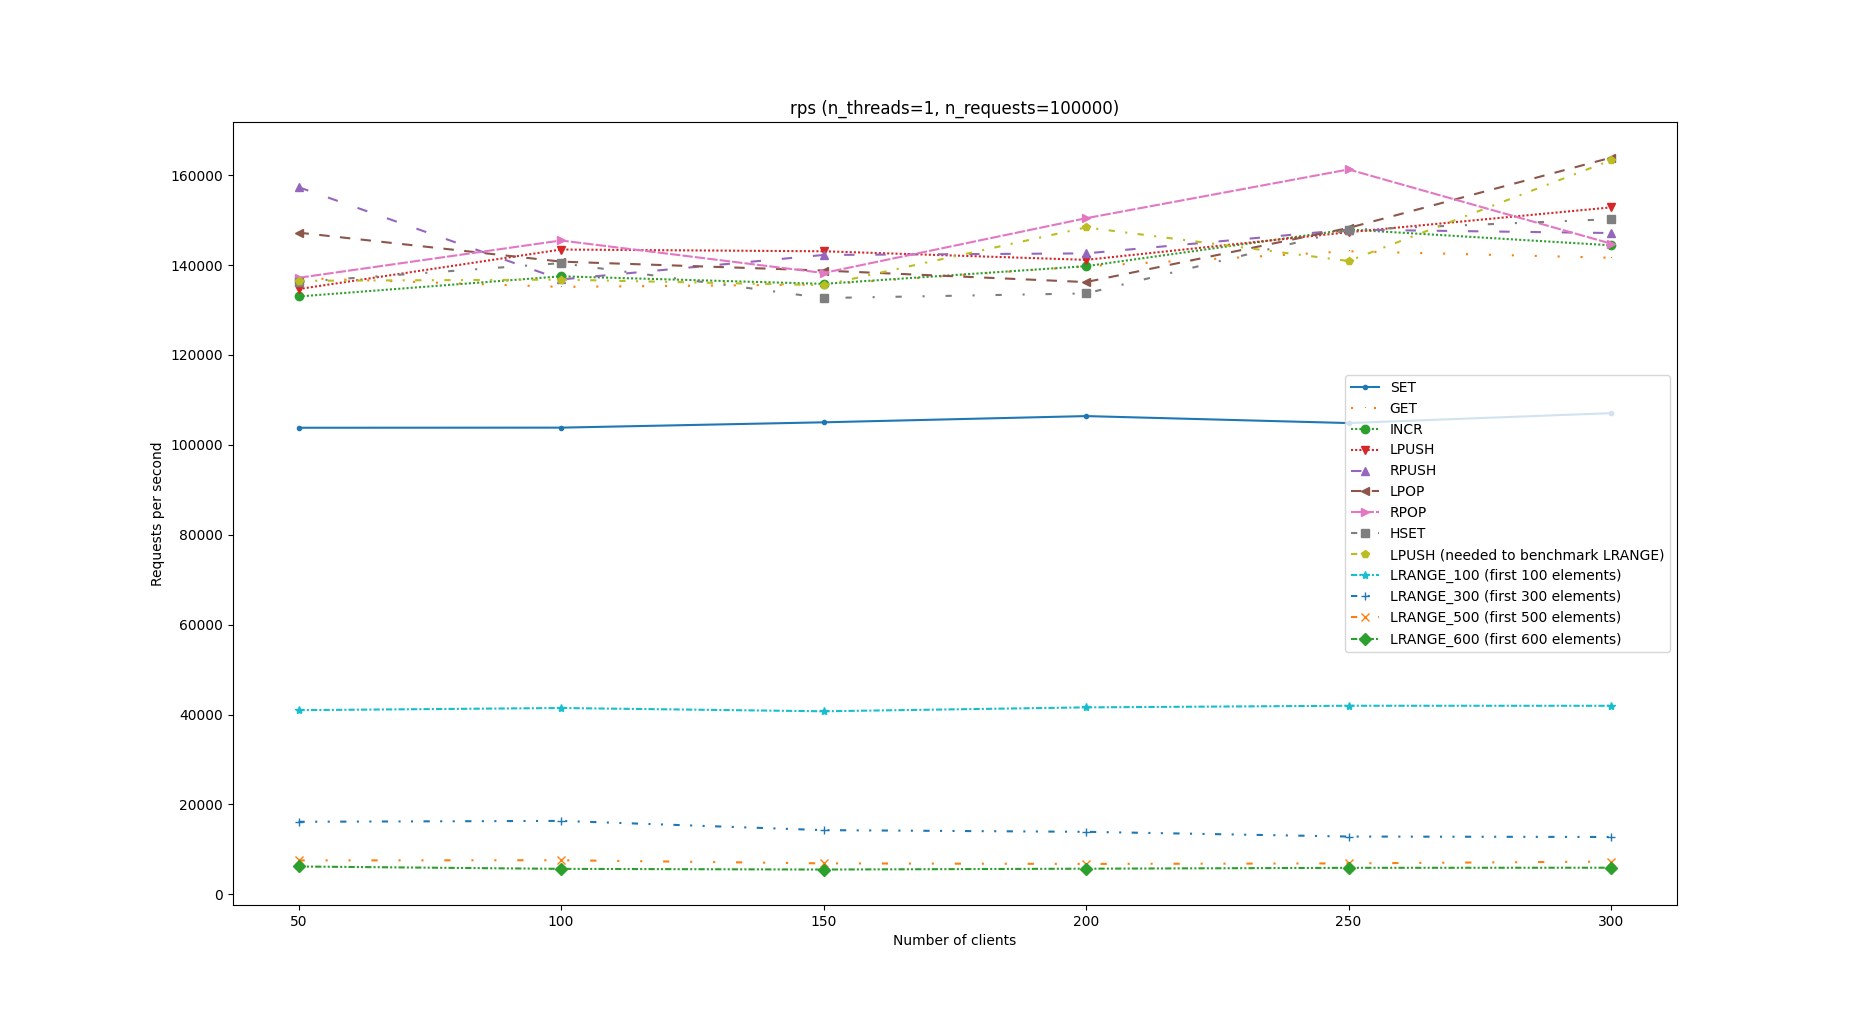 rps (n_threads=1, n_requests=100000)
160000
140000
120000
100000
80000
60000
40000
20000
0
Requests per second
50 100 150 200 250 300
Number of clients
SET
GET
INCR
LPUSH
RPUSH
LPOP
RPOP
HSET
LPUSH (needed to benchmark LRANGE)
LRANGE_100 (first 100 elements)
LRANGE_300 (first 300 elements)
LRANGE_500 (first 500 elements)
LRANGE_600 (first 600 elements)